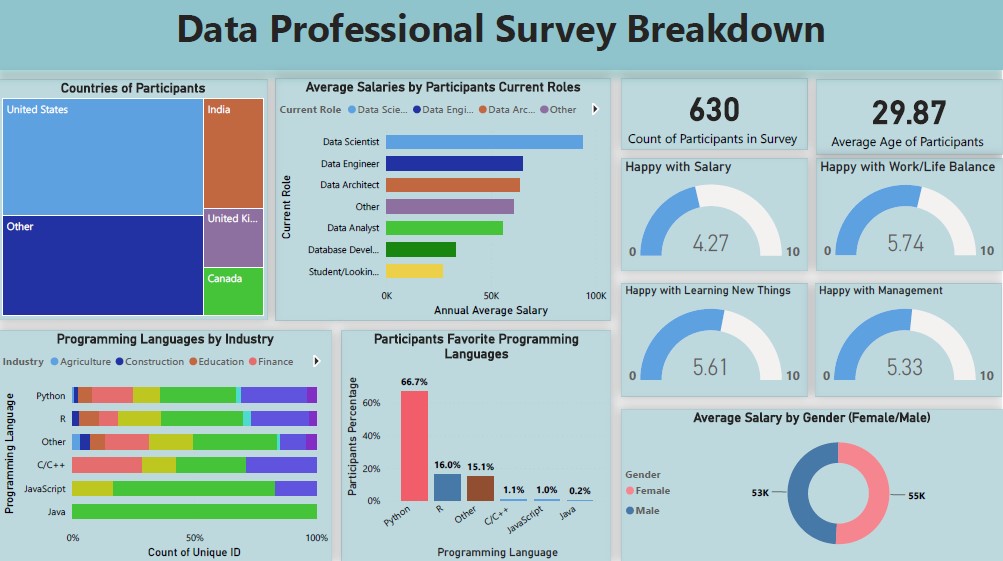 Data Professional Survey Breakdown
Countries of Participants
United States
India
Other
United Ki...
Canada
Average Salaries by Participants Current Roles
Current Role Data Scie... Data Engi... Data Arc... Other
Current Role
Data Scientist
Data Engineer
Data Architect
Other
Data Analyst
Database Devel...
Student/Lookin...
0K 50K 100K
Annual Average Salary
630
Count of Participants in Survey
29.87
Average Age of Participants
Happy with Salary
0 4.27 10
Happy with Work/Life Balance
0 5.74 10
Happy with Learning New Things
0 5.61 10
Happy with Management
0 5.33 10
Programming Languages by Industry
Industry Agriculture Construction Education Finance
Programming Language
Python
R
Other
C/C++
JavaScript
Java
0% 50% 100%
Count of Unique ID
Participants Favorite Programming
Languages
Participants Percentage
60%
40%
20%
0%
66.7%
16.0%
15.1%
1.1%
1.0%
0.2%
Python
R
Other
C/C++
JavaScript
Java
Programming Language
Average Salary by Gender (Female/Male)
Gender
Female
Male
53K
55K